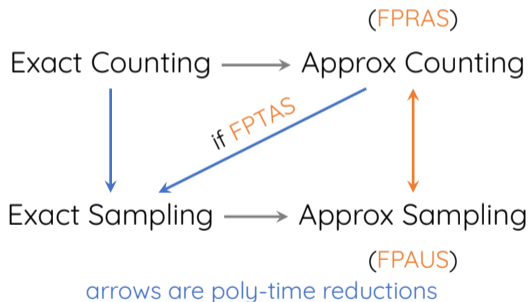 (FPRAS)
Exact Counting
Approx Counting
if FPTAS
Exact Sampling
Approx Sampling
(FPAUS)
arrows are poly-time reductions